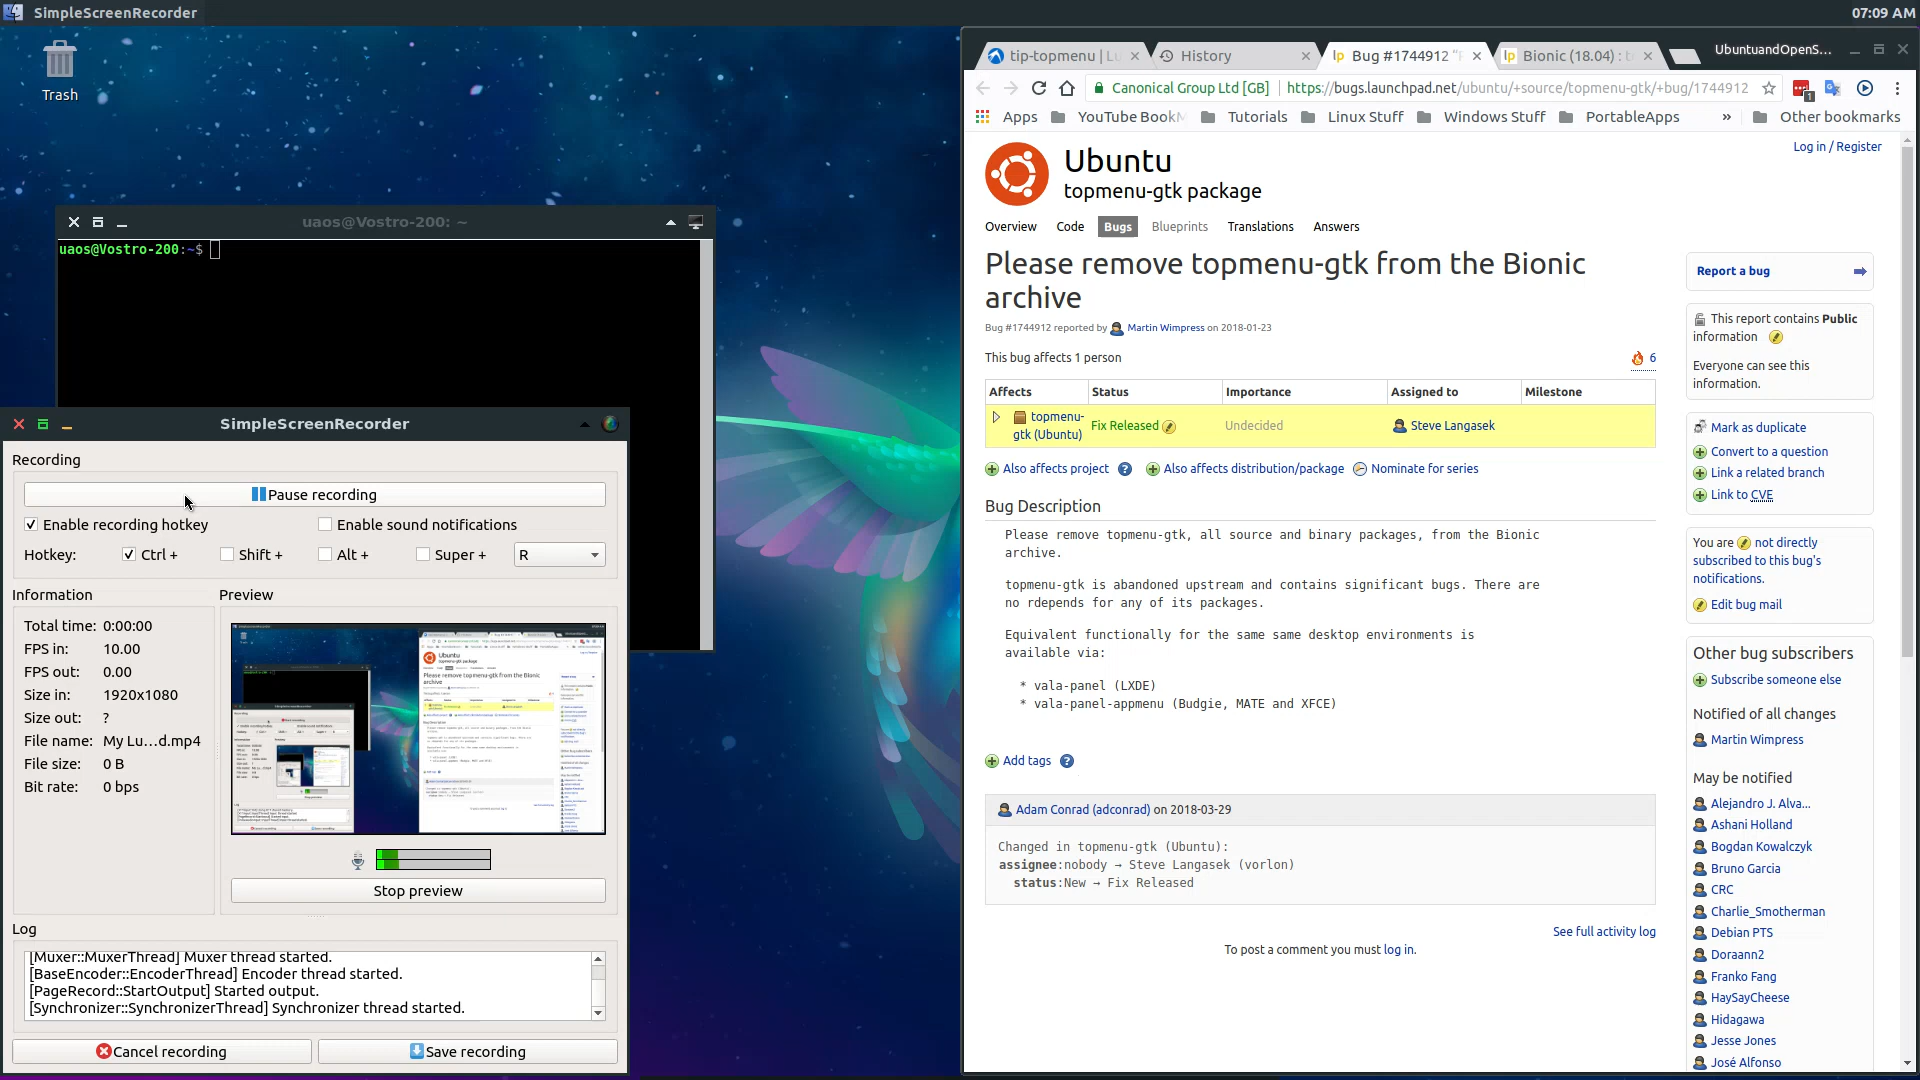 SimpleScreenRecorder
07:09 AM
Trash
uaos@Vostro-200: ~
uaos@Vostro-200:~$
SimpleScreenRecorder
Recording
Pause recording
Enable recording hotkey
Enable sound notifications
Hotkey: Ctrl + Shift + Alt + Super + R
Information
Total time: 0:00:00
FPS in: 10.00
FPS out: 0.00
Size in: 1920x1080
Size out: ?
File name: My Lu...d.mp4
File size: 0 B
Bit rate: 0 bps
Preview
Stop preview
Log
[Muxer::MuxerThread] Muxer thread started.
[BaseEncoder::EncoderThread] Encoder thread started.
[PageRecord::StartOutput] Started output.
[Synchronizer::SynchronizerThread] Synchronizer thread started.
Cancel recording
Save recording
tip-topmenu | Lu
History
Bug #1744912 "P
Bionic (18.04) : t
UbuntuandOpenS...
Canonical Group Ltd [GB]
https://bugs.launchpad.net/ubuntu/+source/topmenu-gtk/+bug/1744912
1
Apps
YouTube BookM
Tutorials
Linux Stuff
Windows Stuff
PortableApps
»
Other bookmarks
Log in / Register
Ubuntu
topmenu-gtk package
Overview Code Bugs Blueprints Translations Answers
Please remove topmenu-gtk from the Bionic
archive
Bug #1744912 reported by Martin Wimpress on 2018-01-23
This bug affects 1 person
6
Affects Status Importance Assigned to Milestone
topmenu-
gtk (Ubuntu)
Fix Released
Undecided
Steve Langasek
Also affects project
Also affects distribution/package
Nominate for series
Bug Description
Please remove topmenu-gtk, all source and binary packages, from the Bionic
archive.
topmenu-gtk is abandoned upstream and contains significant bugs. There are
no rdepends for any of its packages.
Equivalent functionally for the same same desktop environments is
available via:
* vala-panel (LXDE)
* vala-panel-appmenu (Budgie, MATE and XFCE)
Add tags
Adam Conrad (adconrad) on 2018-03-29
Changed in topmenu-gtk (Ubuntu):
assignee:nobody → Steve Langasek (vorlon)
status:New → Fix Released
See full activity log
To post a comment you must log in.
Report a bug
This report contains Public
information
Everyone can see this
information.
Mark as duplicate
Convert to a question
Link a related branch
Link to CVE
You are not directly
subscribed to this bug's
notifications.
Edit bug mail
Other bug subscribers
Subscribe someone else
Notified of all changes
Martin Wimpress
May be notified
Alejandro J. Alva...
Ashani Holland
Bogdan Kowalczyk
Bruno Garcia
CRC
Charlie_Smotherman
Debian PTS
Doraann2
Franko Fang
HaySayCheese
Hidagawa
Jesse Jones
José Alfonso